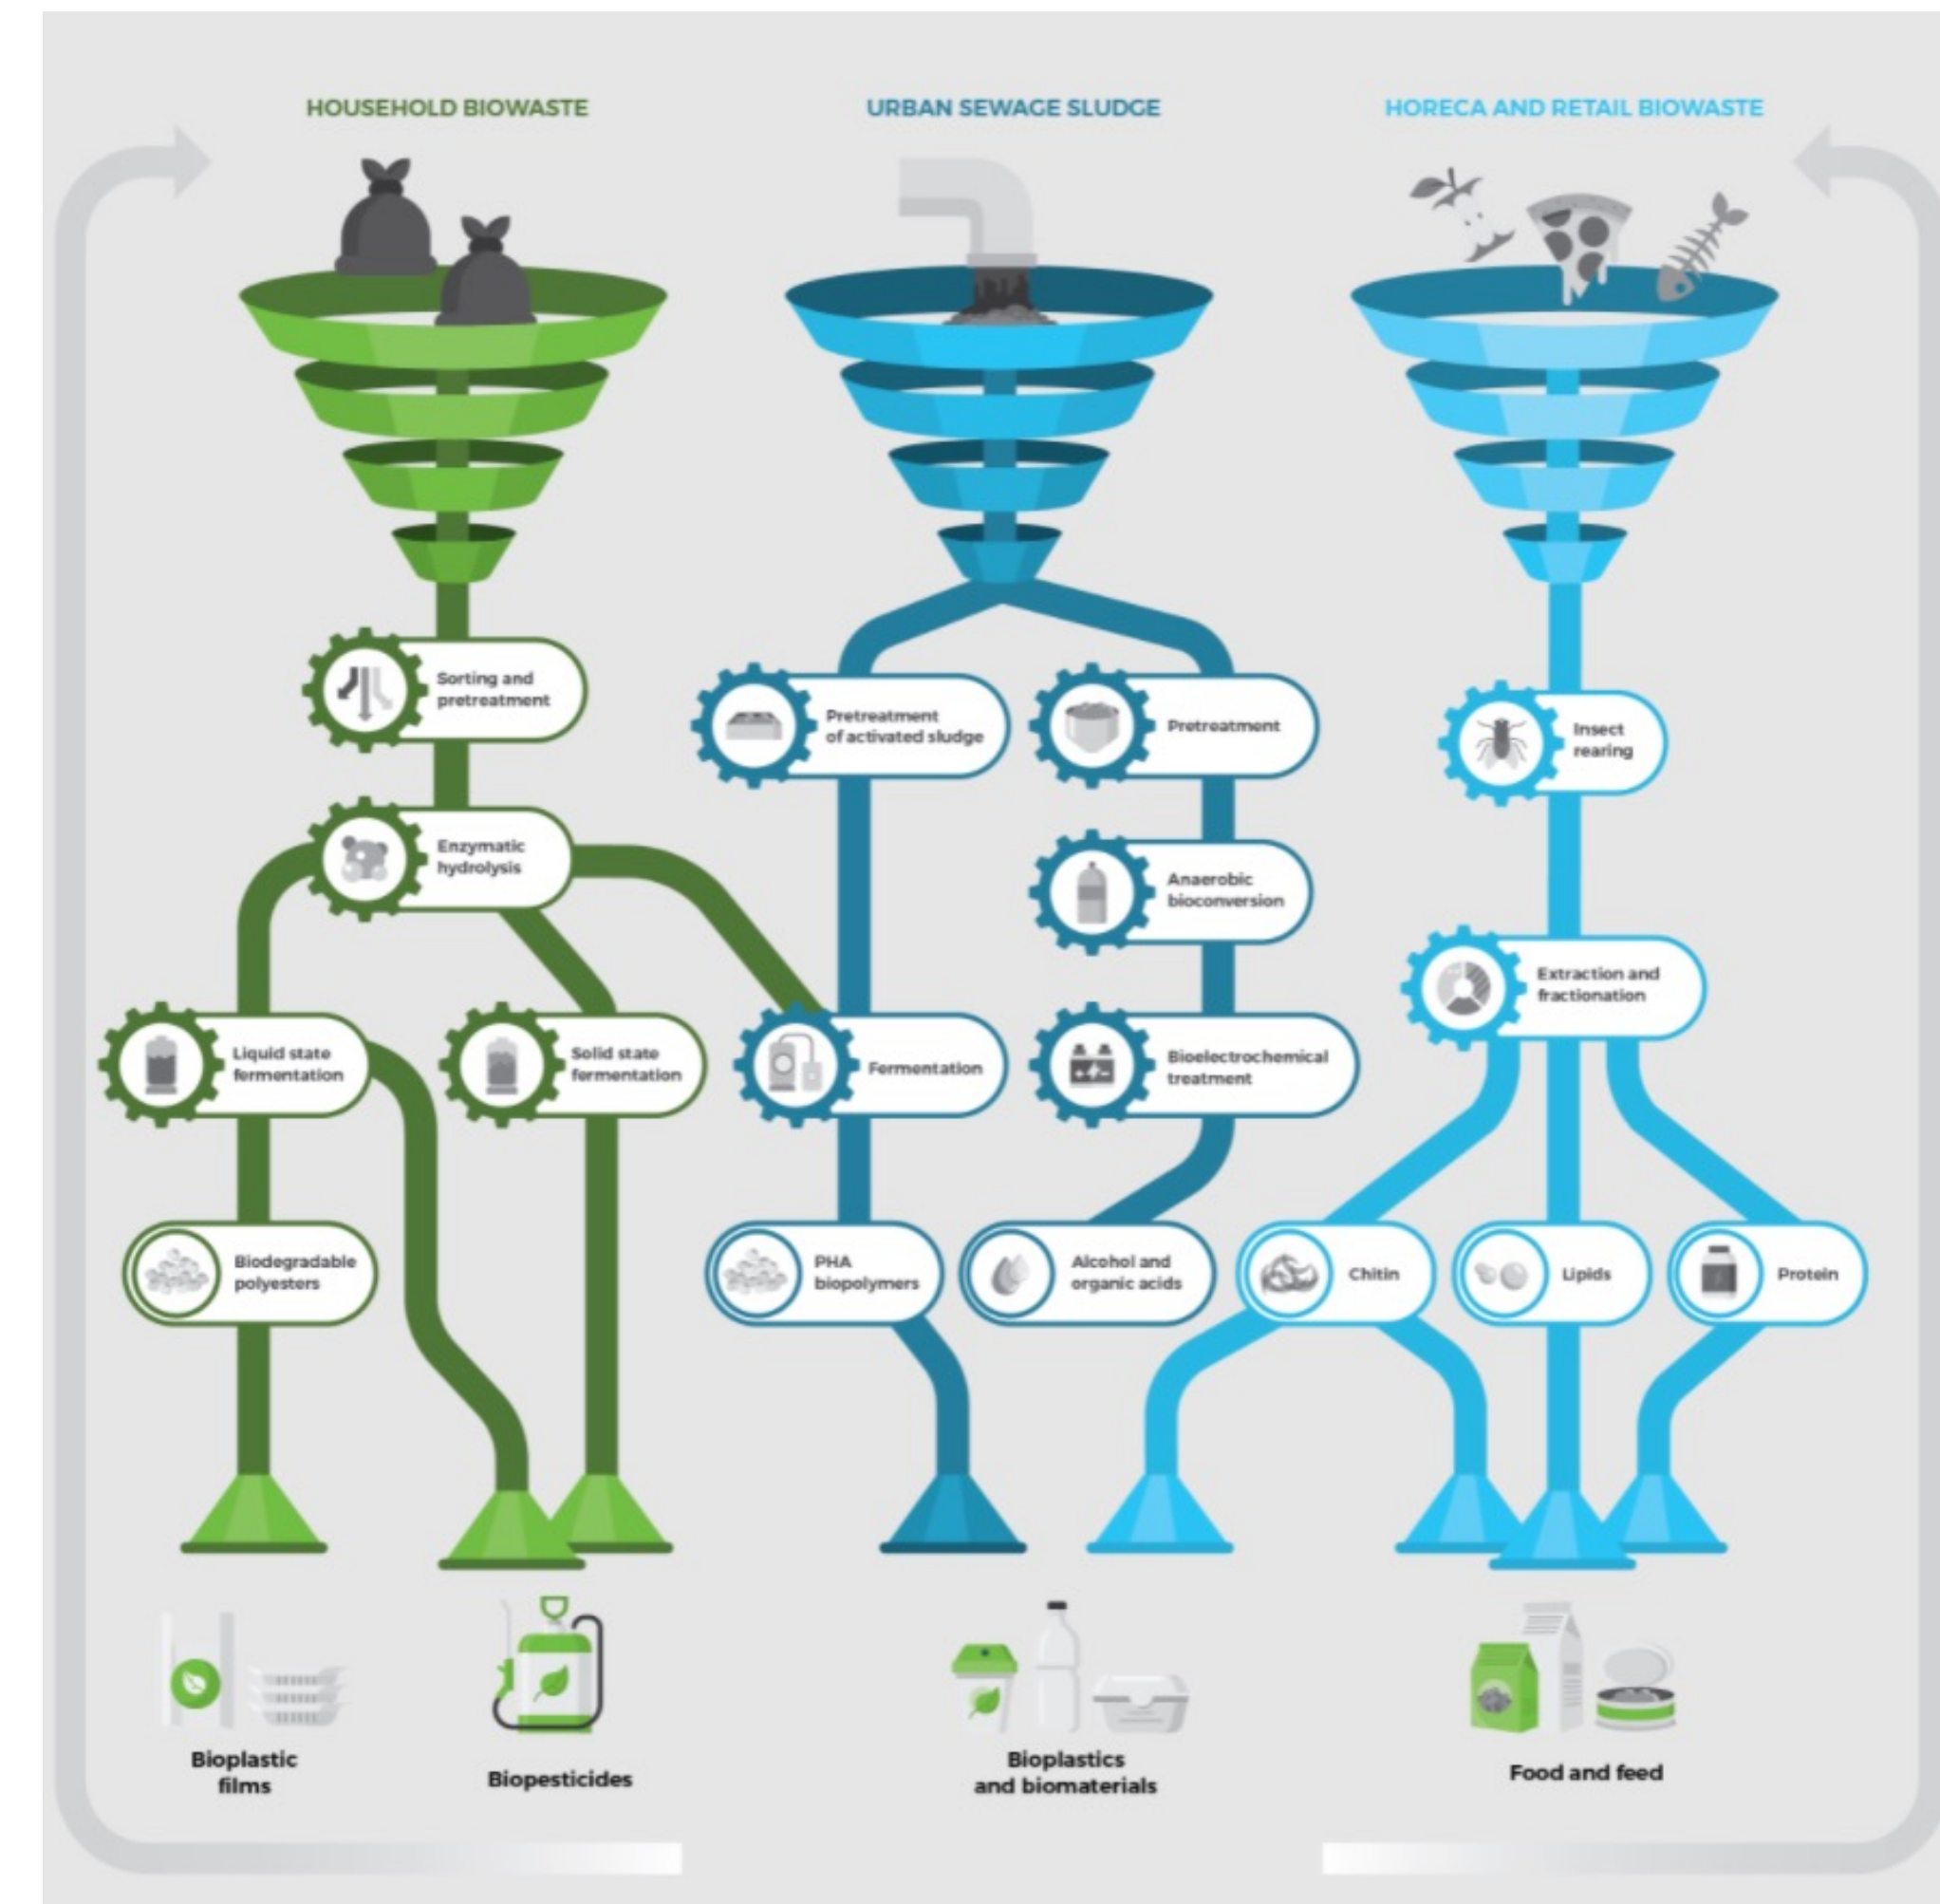 HOUSEHOLD BIOWASTE
URBAN SEWAGE SLUDGE
HORECA AND RETAIL BIOWASTE
Sorting and
pretreatment
Pretreatment
of activated sludge
Pretreatment
Insect
rearing
Enzymatic
hydrolysis
Anaerobic
bioconversion
Extraction and
fractionation
Liquid state
fermentation
Solid state
fermentation
Fermentation
Bioelectrochemical
treatment
Biodegradable
polyesters
PHA
biopolymers
Alcohol and
organic acids
Chitin
Lipids
Protein
Bioplastic
films
Biopesticides
Bioplastics
and biomaterials
Food and feed